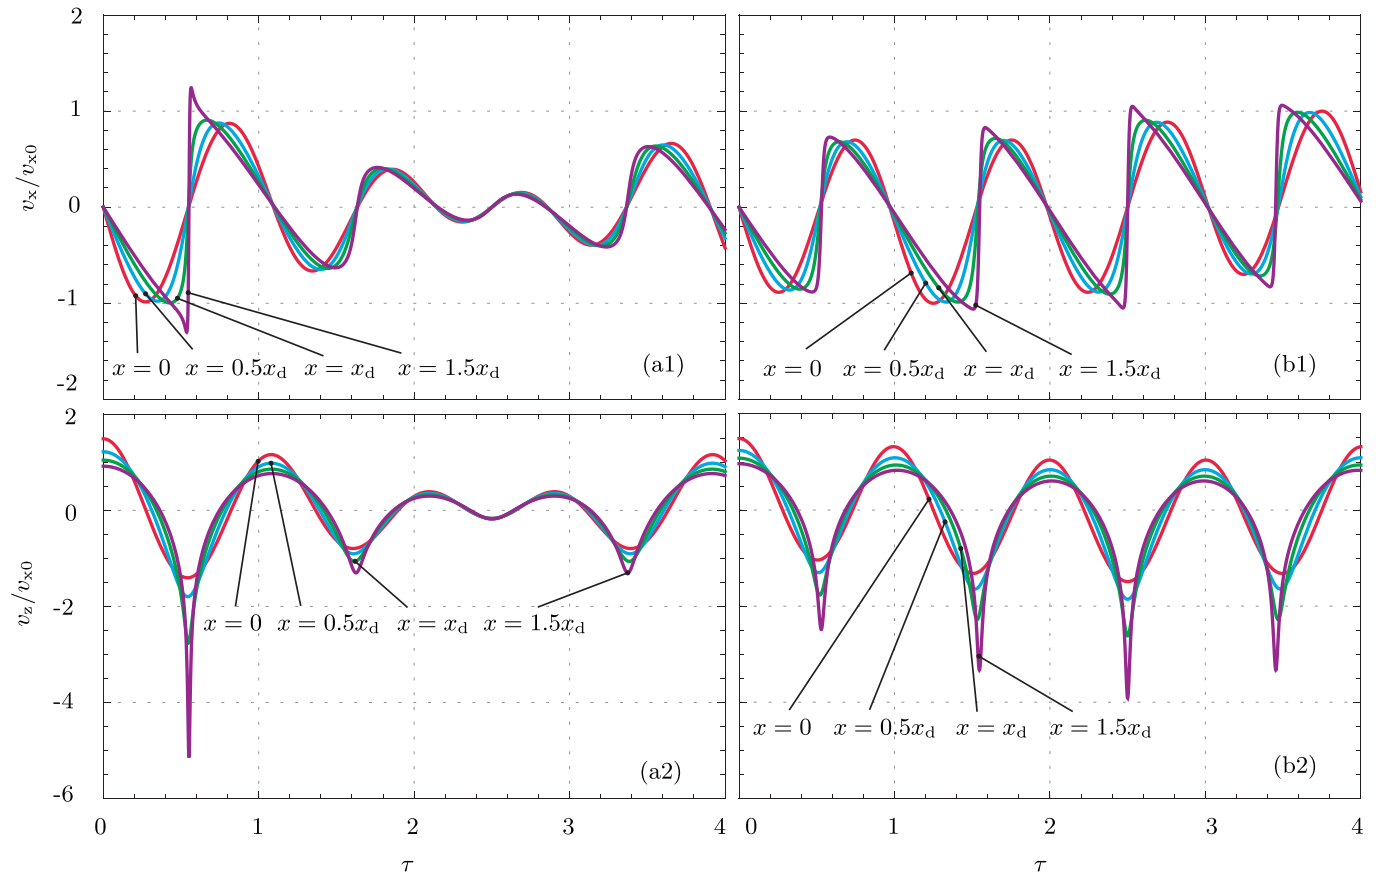 2
1
0
-1
-2
v_x/v_x0
x = 0 x = 0.5x_d x = x_d x = 1.5x_d
(a1)
x = 0 x = 0.5x_d x = x_d x = 1.5x_d
(b1)
2
0
-2
-4
-6
v_z/v_x0
x = 0 x = 0.5x_d x = x_d x = 1.5x_d
(a2)
x = 0 x = 0.5x_d x = x_d x = 1.5x_d
(b2)
0 1 2 3 4
0 1 2 3 4
τ
τ